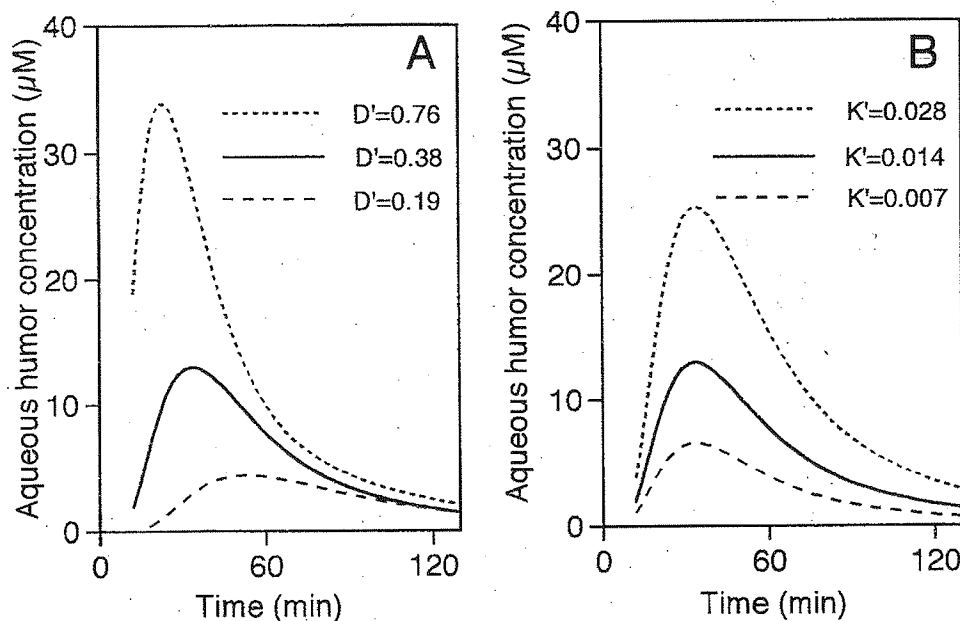 A
Aqueous humor concentration (μM)
40
30
20
10
0
D'=0.76
D'=0.38
D'=0.19
0
60
120
Time (min)
B
Aqueous humor concentration (μM)
40
30
20
10
0
K'=0.028
K'=0.014
K'=0.007
0
60
120
Time (min)